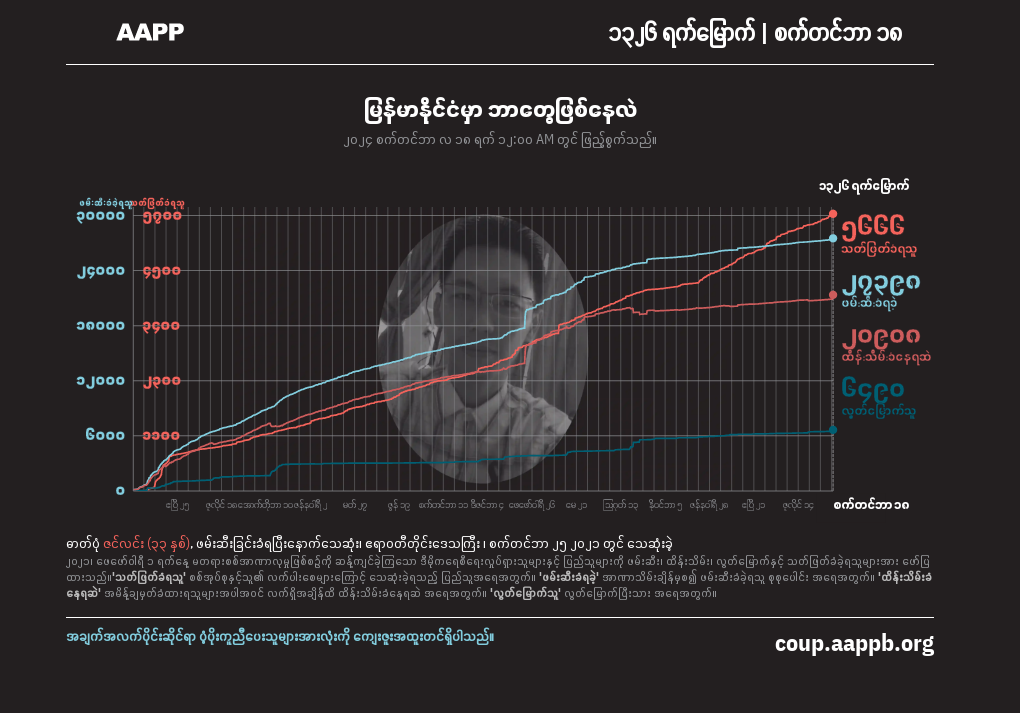 AAPP
၁၃၂၆ ရက်မြောက် | စက်တင်ဘာ ၁၈
မြန်မာနိုင်ငံမှာ ဘာတွေဖြစ်နေလဲ
၂၀၂၄ စက်တင်ဘာ လ ၁၈ ရက် ၁၂:၀၀ AM တွင် ဖြည့်စွက်သည်။
၁၃၂၆ ရက်မြောက်
ဖမ်းဆီးခံခဲ့ရသူ
သတ်ဖြတ်ခံရသူ
၃၀၀၀၀ ၅၇၀၀
၂၄၀၀၀ ၄၅၀၀
၁၈၀၀၀ ၃၄၀၀
၁၂၀၀၀ ၂၃၀၀
၆၀၀၀ ၁၁၀၀
၀
၅၆၆၆
သတ်ဖြတ်ခံရသူ
၂၇၃၉၈
ဖမ်းဆီးခံရခဲ့
၂၀၉၀၈
ထိန်းသိမ်းခံနေရဆဲ
၆၄၉၀
လွတ်မြောက်သူ
ဧပြီ ၂၅ ဇူလိုင် ၁၈ အောက်တိုဘာ ၁၀ ဇန်နဝါရီ ၂ မတ် ၂၇ ဇွန် ၁၉ စက်တင်ဘာ ၁၁ ဒီဇင်ဘာ ၄ ဖေဖော်ဝါရီ ၂၆ မေ ၂၁ ဩဂုတ် ၁၃ နိုဝင်ဘာ ၅ ဇန်နဝါရီ ၂၈ ဧပြီ ၂၁ ဇူလိုင် ၁၄ စက်တင်ဘာ ၁၈
ဓာတ်ပုံ ဇင်လင်း (၃၃ နှစ်), ဖမ်းဆီးခြင်းခံရပြီးနောက်သေဆုံး၊ ဧရာဝတီတိုင်းဒေသကြီး ၊ စက်တင်ဘာ ၂၅ ၂၀၂၁ တွင် သေဆုံးခဲ့
၂၀၂၁၊ ဖေဖော်ဝါရီ ၁ ရက်နေ့ မတရားစစ်အာဏာလုမှုဖြစ်စဉ်ကို ဆန့်ကျင်ခဲ့ကြသော ဒီမိုကရေစီရေးလှုပ်ရှားသူများနှင့် ပြည်သူများကို ဖမ်းဆီး၊ ထိန်းသိမ်း၊ လွတ်မြောက်နှင့် သတ်ဖြတ်ခံခဲ့ရသူများအား ဖော်ပြ
ထားသည်။'သတ်ဖြတ်ခံရသူ' စစ်အုပ်စုနှင့်သူ၏ လက်ပါးစေများကြောင့် သေဆုံးခဲ့ရသည့် ပြည်သူအရေအတွက်။ 'ဖမ်းဆီးခံရခဲ့' အာဏာသိမ်းချိန်မှစ၍ ဖမ်းဆီးခံခဲ့ရသူ စုစုပေါင်း အရေအတွက်။ 'ထိန်းသိမ်းခံ
နေရဆဲ' အမိန့်ချမှတ်ခံထားရသူများအပါအဝင် လက်ရှိအချိန်ထိ ထိန်းသိမ်းခံနေရဆဲ အရေအတွက်။ 'လွတ်မြောက်သူ' လွတ်မြောက်ပြီးသား အရေအတွက်။
အချက်အလက်ပိုင်းဆိုင်ရာ ပံ့ပိုးကူညီပေးသူများအားလုံးကို ကျေးဇူးအထူးတင်ရှိပါသည်။
coup.aappb.org